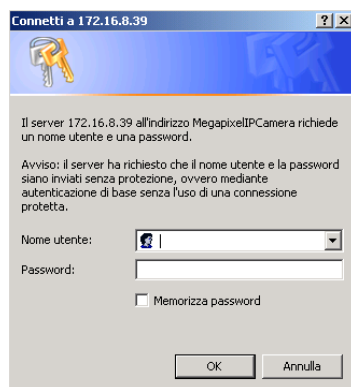 Connetti a 172.16.8.39
Il server 172.16.8.39 all'indirizzo MegapixelIPCamera richiede
un nome utente e una password.
Avviso: il server ha richiesto che il nome utente e la password
siano inviati senza protezione, ovvero mediante
autenticazione di base senza l'uso di una connessione
protetta.
Nome utente:
Password:
Memorizza password
OK
Annulla